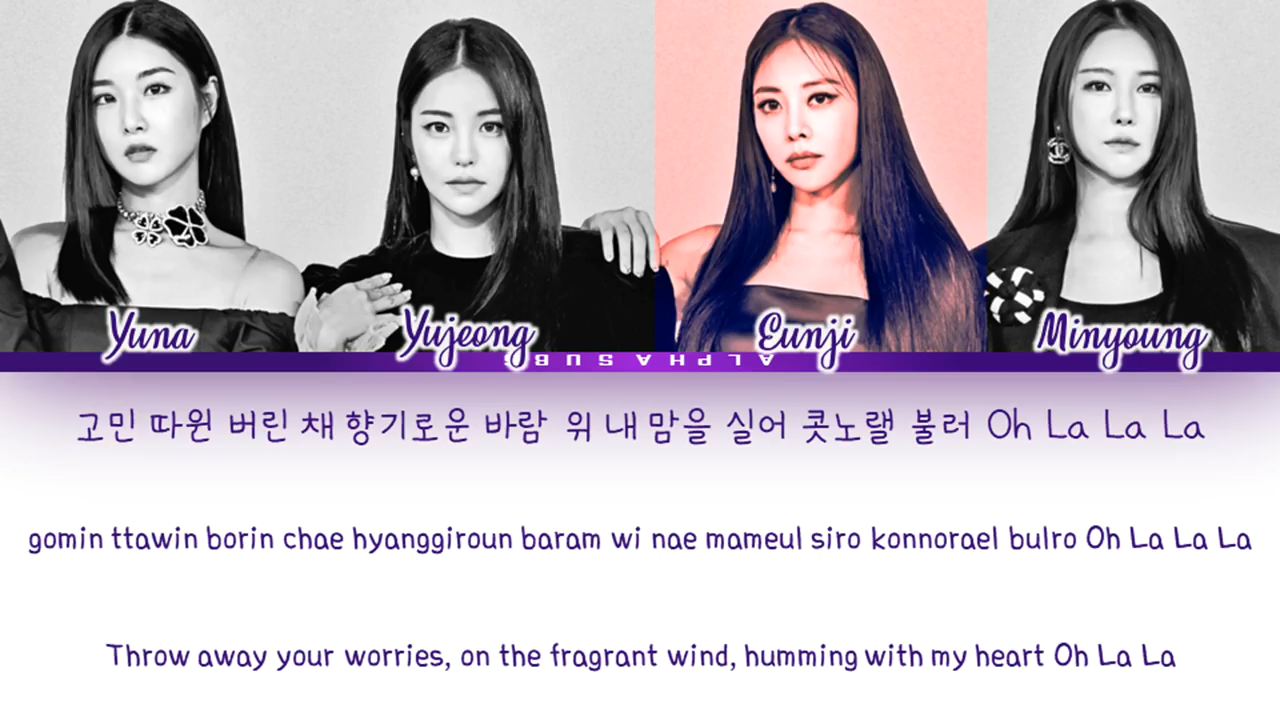 Yuna Yujeong Eunji Minyoung
ALPHA SUBS
고민 따윈 버린 채 향기로운 바람 위 내 맘을 실어 콧노랠 불러 Oh La La La
gomin ttawin borin chae hyanggiroun baram wi nae mameul siro konnorael bulro Oh La La La
Throw away your worries, on the fragrant wind, humming with my heart Oh La La